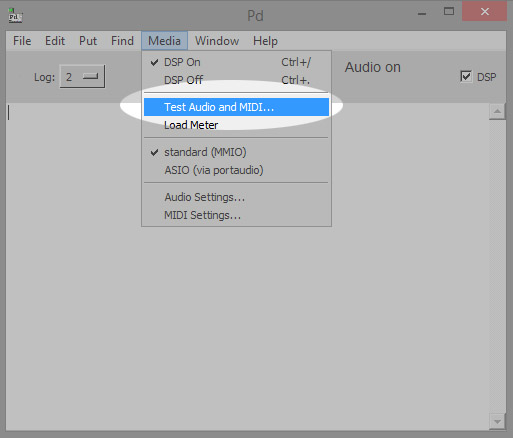 Pd
Pd
File Edit Put Find Media Window Help
Log: 2
Audio on
DSP
DSP On Ctrl+/
DSP Off Ctrl+.
Test Audio and MIDI...
Load Meter
standard (MMIO)
ASIO (via portaudio)
Audio Settings...
MIDI Settings...